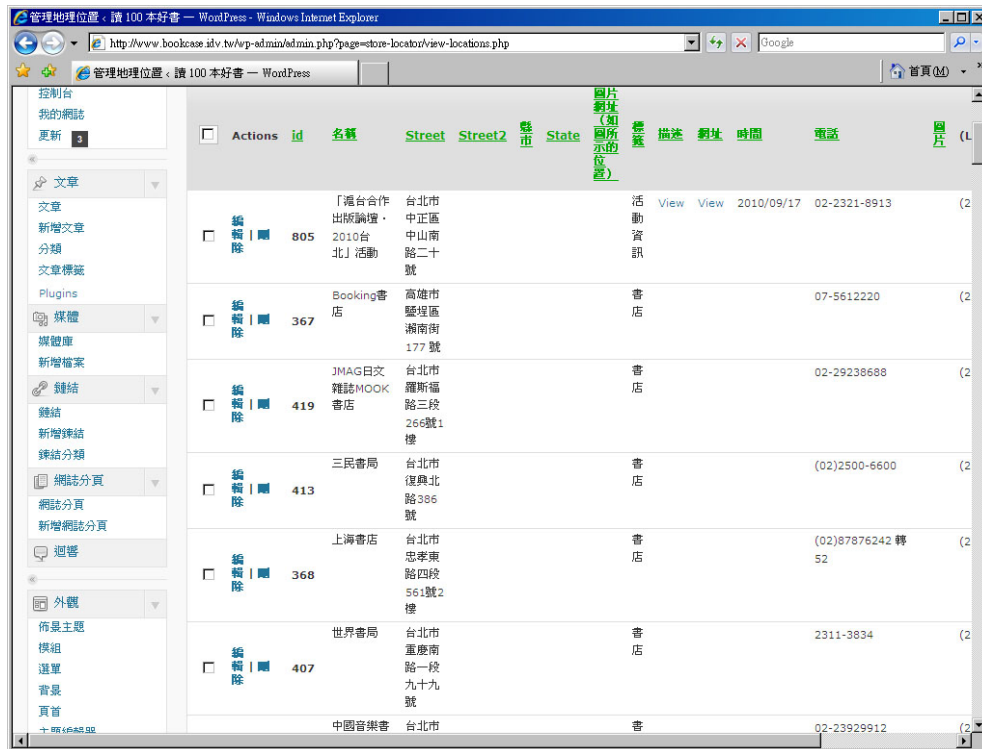 管理地理位置 ‹ 讀 100 本好書 — WordPress - Windows Internet Explorer
http://www.bookcase.idv.tw/wp-admin/admin.php?page=store-locator/view-locations.php
Google
管理地理位置 ‹ 讀 100 本好書 — WordPress
首頁(M)
控制台
我的網誌
更新 3
文章
文章
新增文章
分類
文章標籤
Plugins
媒體
媒體庫
新增檔案
鏈結
鏈結
新增鍊結
鍊結分類
網誌分頁
網誌分頁
新增網誌分頁
迴響
外觀
佈景主題
模組
選單
背景
頁首
主題編輯器
Actions id 名稱 Street Street2 縣市 State 圖片網址（如圖所示的位置） 標籤 描述 網址 時間 電話 圖片 (L
編輯 | 刪除
805
「滬台合作
出版論壇．
2010台
北」活動
台北市
中正區
中山南
路二十
號
活
動
資
訊
View View 2010/09/17 02-2321-8913 (2
編輯 | 刪除
367
Booking書
店
高雄市
鹽埕區
瀨南街
177 號
書
店
07-5612220 (2
編輯 | 刪除
419
JMAG日文
雜誌MOOK
書店
台北市
羅斯福
路三段
266號1
樓
書
店
02-29238688 (2
編輯 | 刪除
413
三民書局
台北市
復興北
路386
號
書
店
(02)2500-6600 (2
編輯 | 刪除
368
上海書店
台北市
忠孝東
路四段
561號2
樓
書
店
(02)87876242 轉
52
(2
編輯 | 刪除
407
世界書局
台北市
重慶南
路一段
九十九
號
書
店
2311-3834 (2
中國音樂書 台北市 書 02-23929912 (2